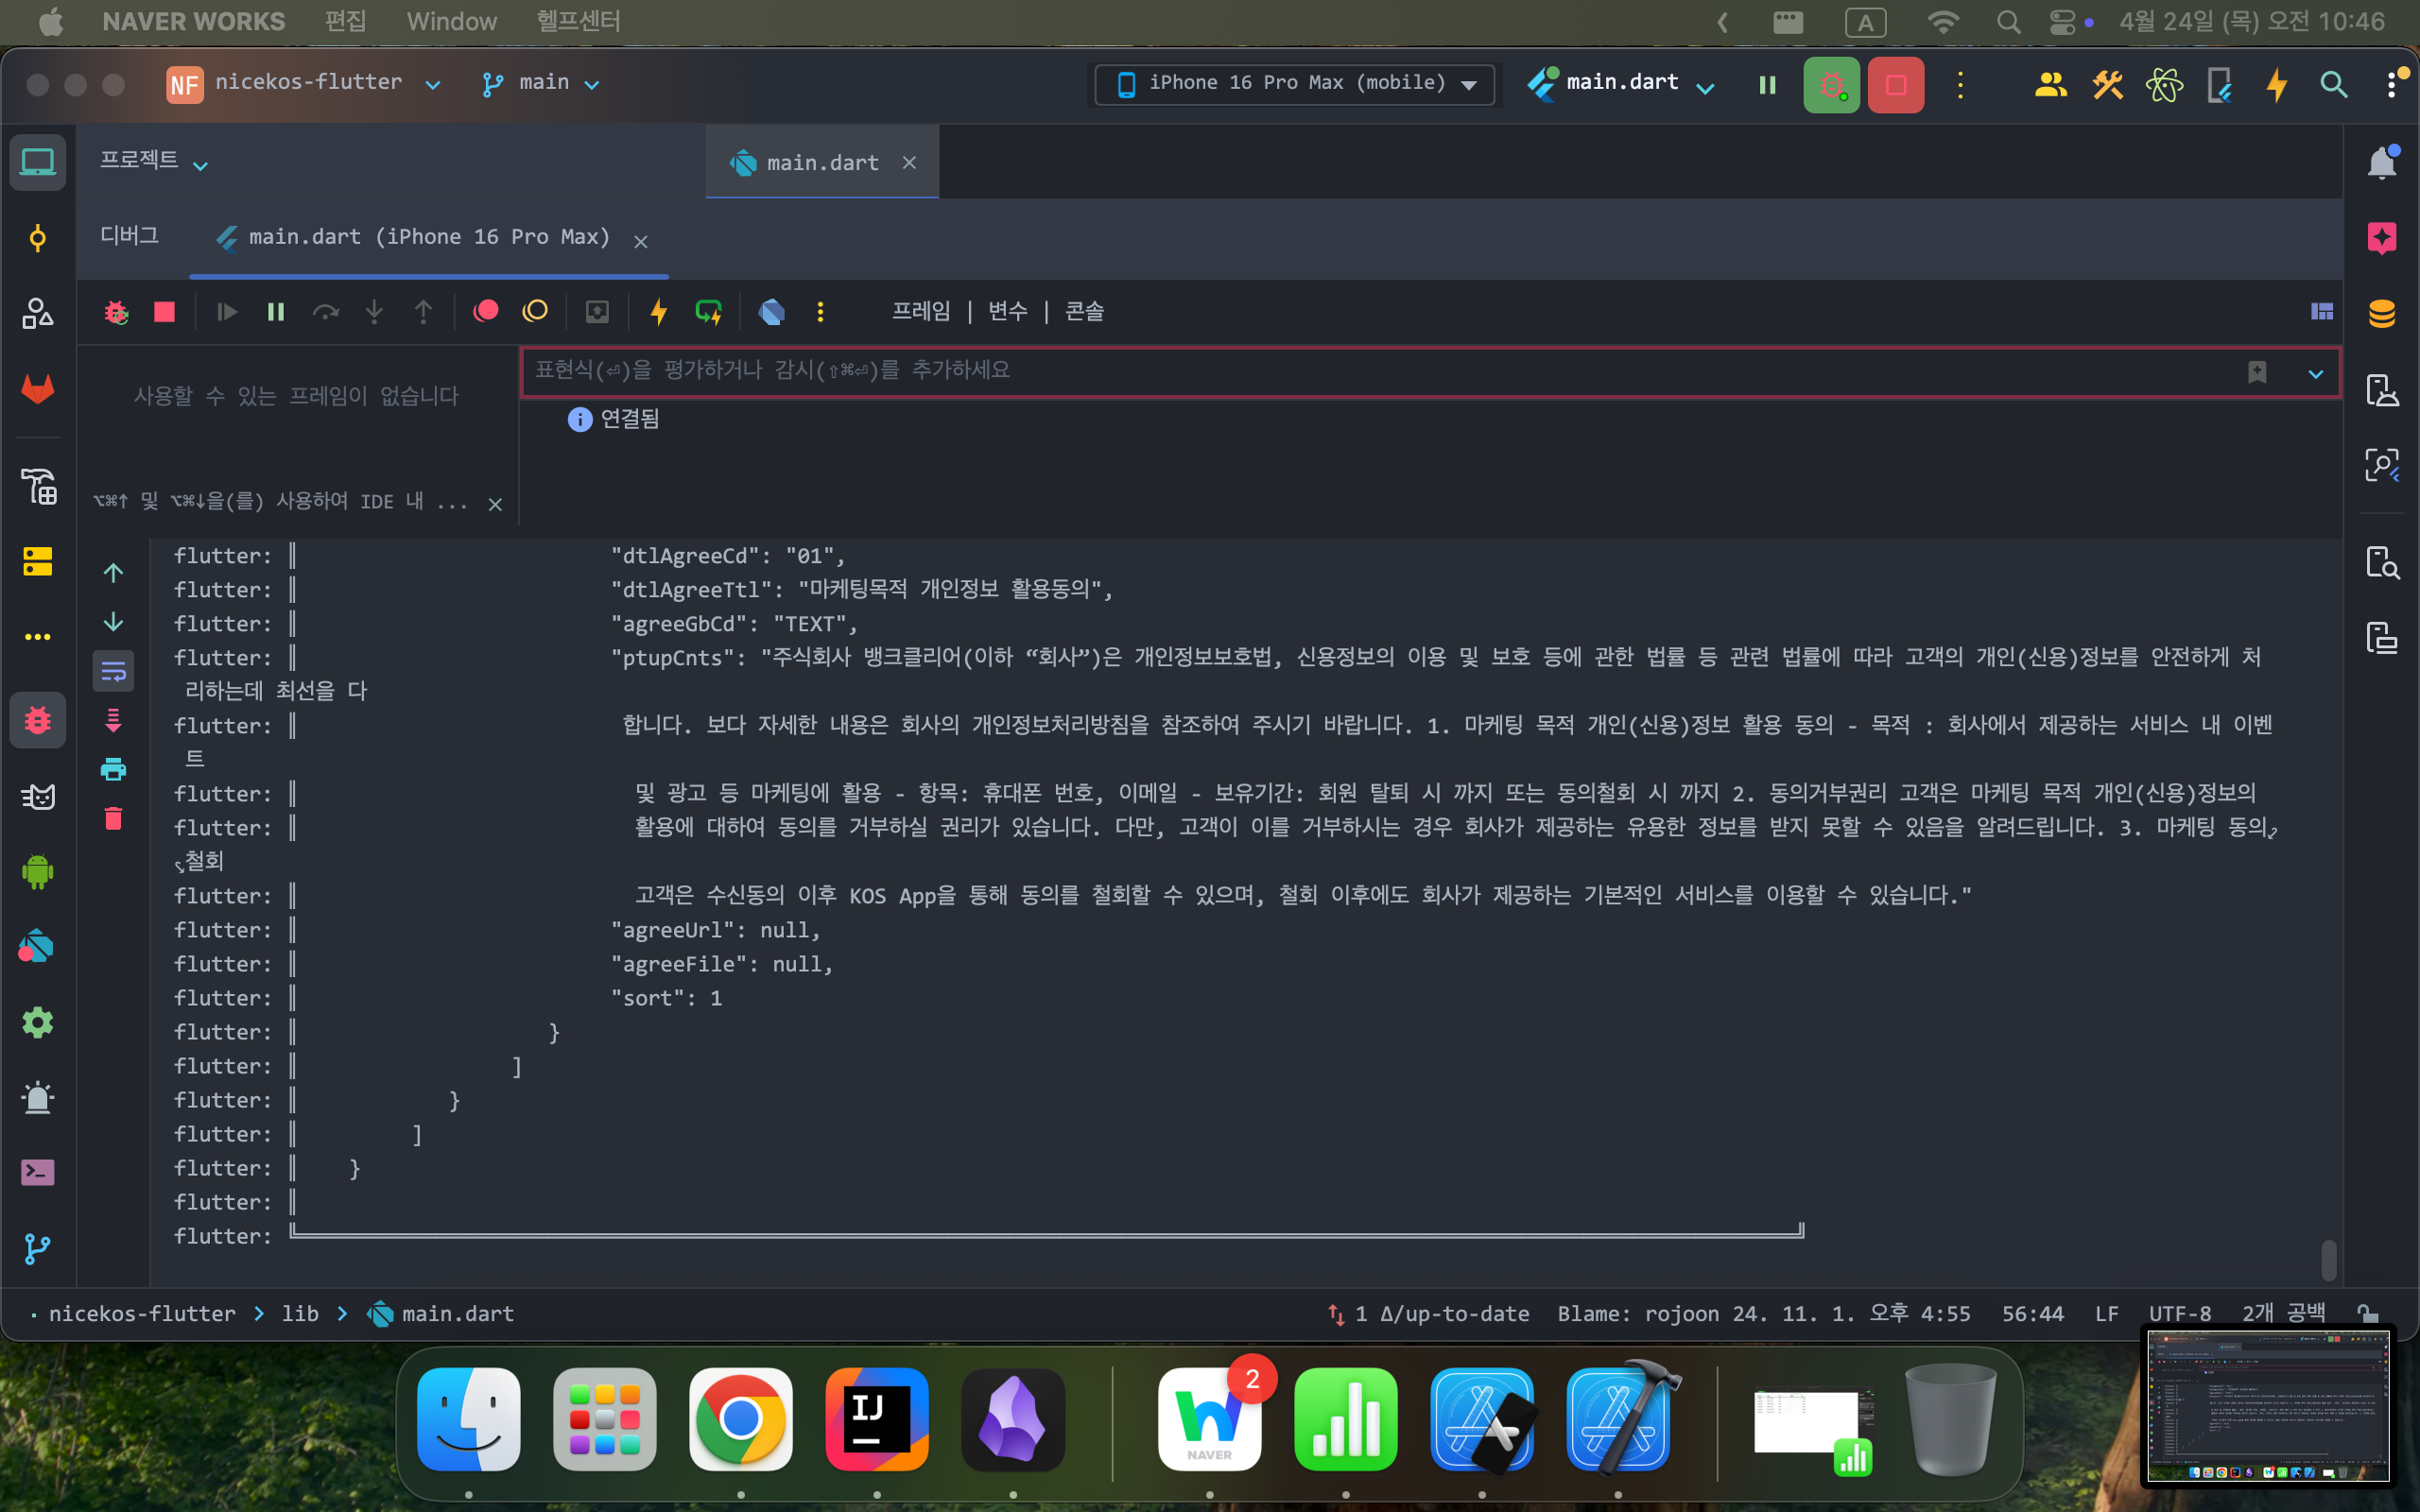 NAVER WORKS 편집 Window 헬프센터 A 4월 24일 (목) 오전 10:46
NF nicekos-flutter main iPhone 16 Pro Max (mobile) main.dart
프로젝트 main.dart
디버그 main.dart (iPhone 16 Pro Max)
프레임 | 변수 | 콘솔
표현식(⏎)을 평가하거나 감시(⇧⌘⏎)를 추가하세요
사용할 수 있는 프레임이 없습니다
연결됨
⌥⌘↑ 및 ⌥⌘↓을(를) 사용하여 IDE 내 ...
flutter: ║ "dtlAgreeCd": "01",
flutter: ║ "dtlAgreeTtl": "마케팅목적 개인정보 활용동의",
flutter: ║ "agreeGbCd": "TEXT",
flutter: ║ "ptupCnts": "주식회사 뱅크클리어(이하 “회사”)은 개인정보보호법, 신용정보의 이용 및 보호 등에 관한 법률 등 관련 법률에 따라 고객의 개인(신용)정보를 안전하게 처
리하는데 최선을 다
flutter: ║ 합니다. 보다 자세한 내용은 회사의 개인정보처리방침을 참조하여 주시기 바랍니다. 1. 마케팅 목적 개인(신용)정보 활용 동의 - 목적 : 회사에서 제공하는 서비스 내 이벤
트
flutter: ║ 및 광고 등 마케팅에 활용 - 항목: 휴대폰 번호, 이메일 - 보유기간: 회원 탈퇴 시 까지 또는 동의철회 시 까지 2. 동의거부권리 고객은 마케팅 목적 개인(신용)정보의
flutter: ║ 활용에 대하여 동의를 거부하실 권리가 있습니다. 다만, 고객이 이를 거부하시는 경우 회사가 제공하는 유용한 정보를 받지 못할 수 있음을 알려드립니다. 3. 마케팅 동의
철회
flutter: ║ 고객은 수신동의 이후 KOS App을 통해 동의를 철회할 수 있으며, 철회 이후에도 회사가 제공하는 기본적인 서비스를 이용할 수 있습니다."
flutter: ║ "agreeUrl": null,
flutter: ║ "agreeFile": null,
flutter: ║ "sort": 1
flutter: ║ }
flutter: ║ ]
flutter: ║ }
flutter: ║ ]
flutter: ║ }
flutter: ║
flutter: ╚═══╝
nicekos-flutter > lib > main.dart 1 Δ/up-to-date Blame: rojoon 24. 11. 1. 오후 4:55 56:44 LF UTF-8 2개 공백
IJ
2
NAVER